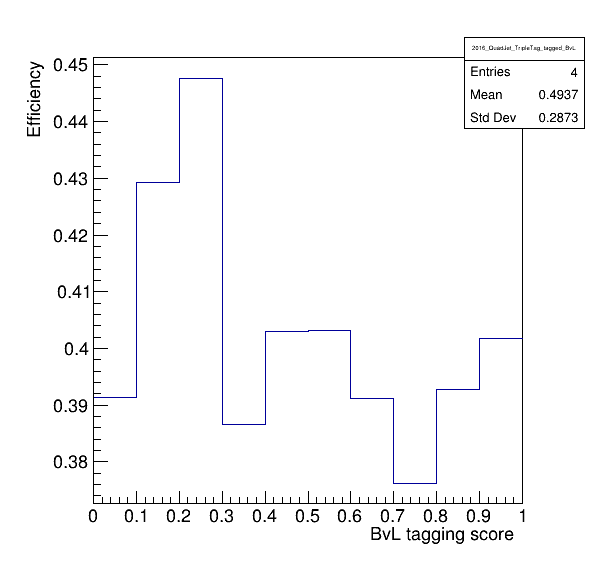 2016_QuadJet_TripleTag_tagged_BvL
Entries 4
Mean 0.4937
Std Dev 0.2873
Efficiency
0.45
0.44
0.43
0.42
0.41
0.4
0.39
0.38
0 0.1 0.2 0.3 0.4 0.5 0.6 0.7 0.8 0.9 1
BvL tagging score